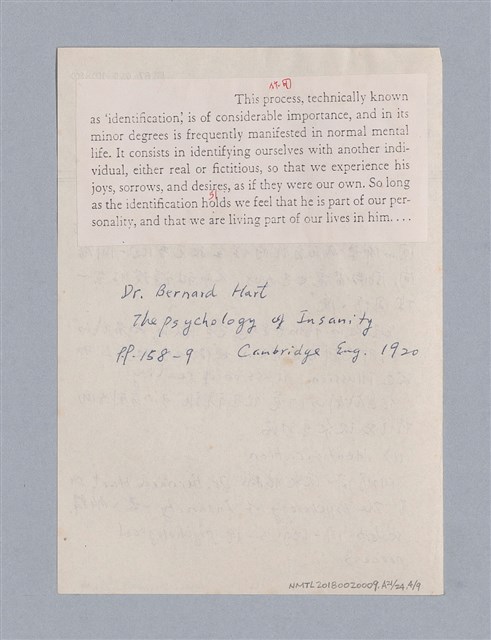 This process, technically known
as ‘identification,’ is of considerable importance, and in its
minor degrees is frequently manifested in normal mental
life. It consists in identifying ourselves with another indi-
vidual, either real or fictitious, so that we experience his
joys, sorrows, and desires, as if they were our own. So long
as the identification holds we feel that he is part of our per-
sonality, and that we are living part of our lives in him. . . .
Dr. Bernard Hart
The psychology of Insanity
pp. 158-9 Cambridge Eng. 1920
NMTL20180020009.A21/24.4/9